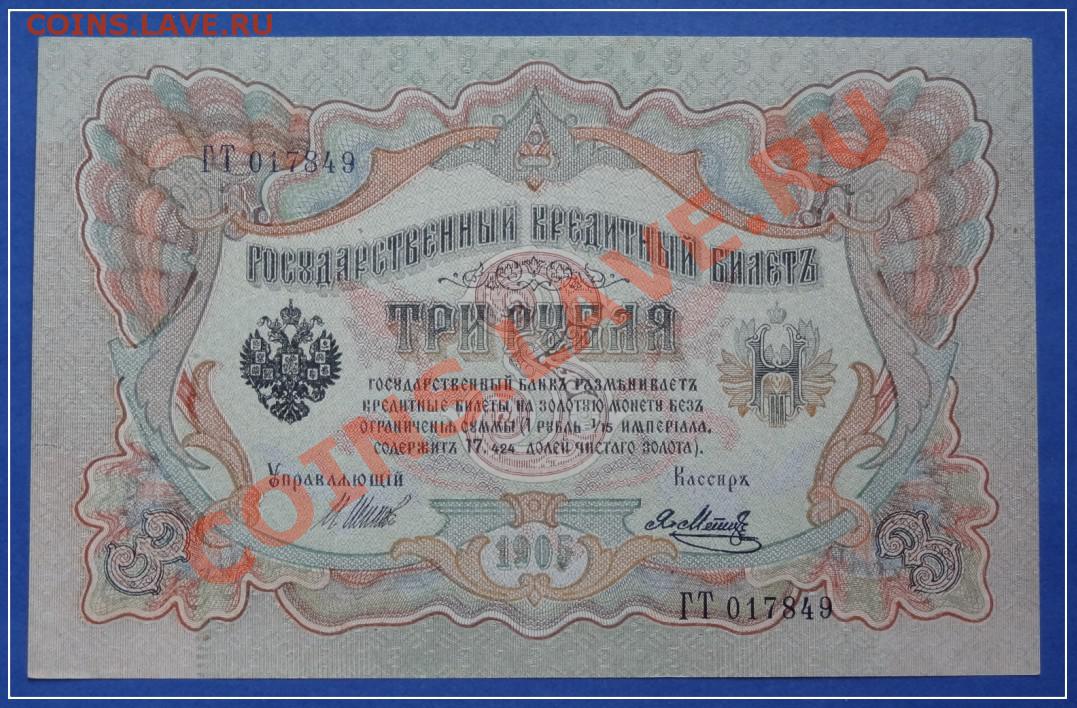 COINS.LAVE.RU
ГТ 017849
ГОСУДАРСТВЕННЫЙ КРЕДИТНЫЙ БИЛЕТЪ
ТРИ РУБЛЯ
ГОСУДАРСТВЕННЫЙ БАНКЪ РАЗМѢНИВАЕТЪ
КРЕДИТНЫЕ БИЛЕТЫ НА ЗОЛОТУЮ МОНЕТУ БЕЗЪ
ОГРАНИЧЕНІЯ СУММЫ (1 РУБЛЬ = 1/15 ИМПЕРІАЛА,
СОДЕРЖИТЪ 17,424 ДОЛЕЙ ЧИСТАГО ЗОЛОТА).
Управляющій Кассиръ
3 1905 3
ГТ 017849
COINS.LAVE.RU